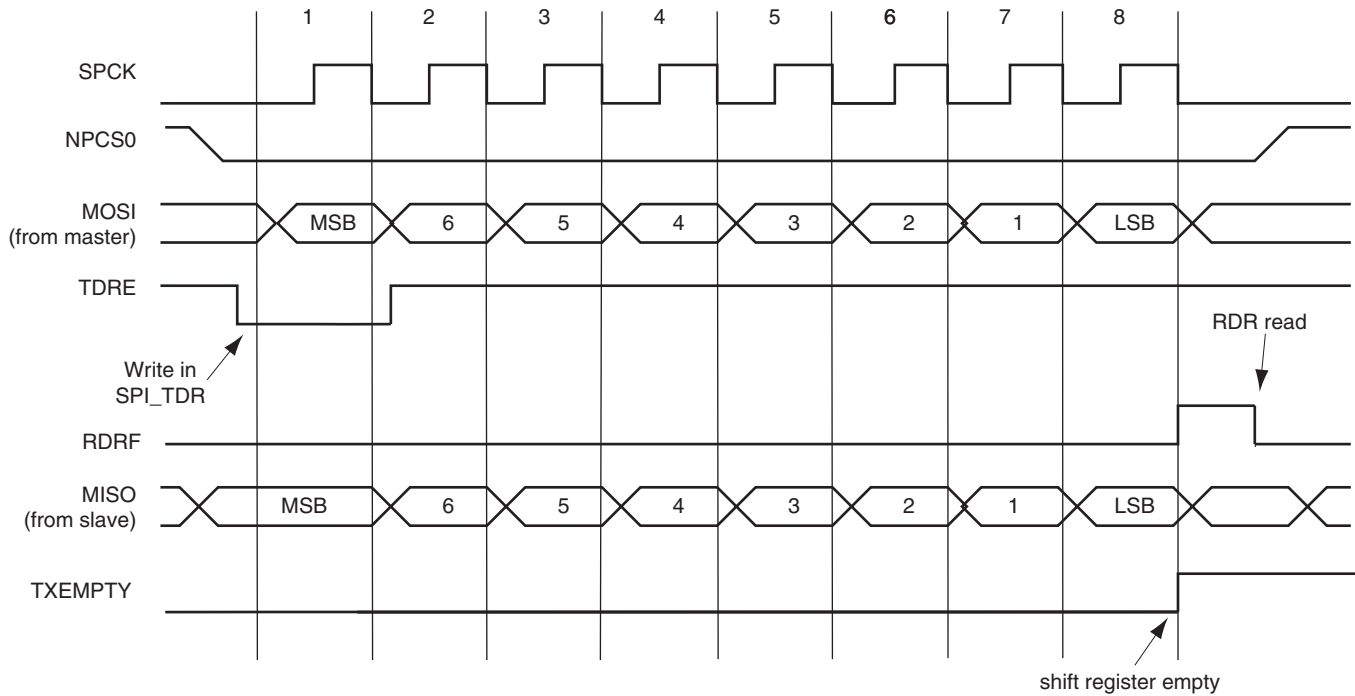 1 2 3 4 5 6 7 8
SPCK
NPCS0
MOSI
(from master)
MSB 6 5 4 3 2 1 LSB
TDRE
RDR read
Write in
SPI_TDR
RDRF
MISO
(from slave)
MSB 6 5 4 3 2 1 LSB
TXEMPTY
shift register empty